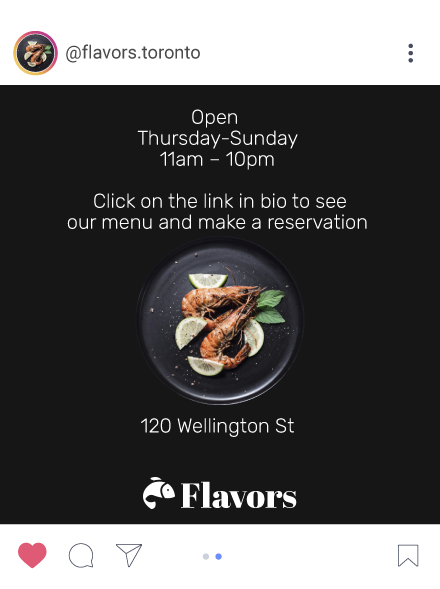 @flavors.toronto
Open
Thursday-Sunday
11am – 10pm
Click on the link in bio to see
our menu and make a reservation
120 Wellington St
Flavors